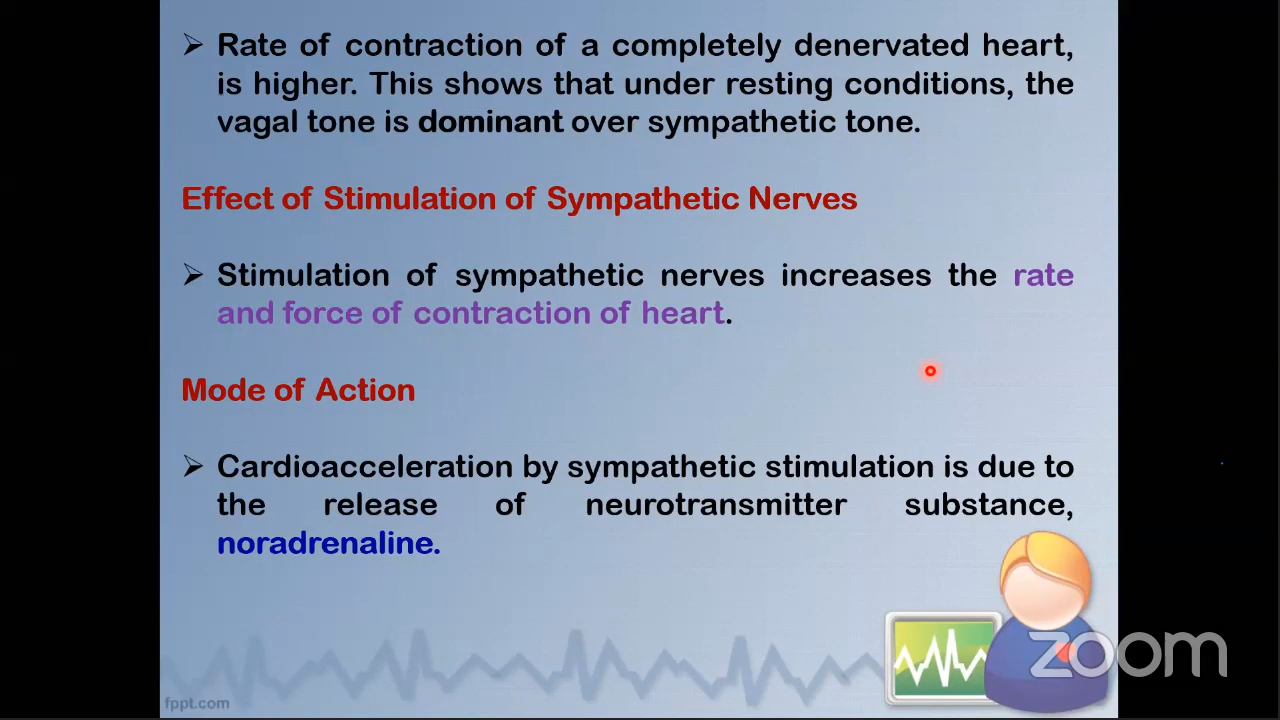 Rate of contraction of a completely denervated heart,
is higher. This shows that under resting conditions, the
vagal tone is dominant over sympathetic tone.
Effect of Stimulation of Sympathetic Nerves
Stimulation of sympathetic nerves increases the rate
and force of contraction of heart.
Mode of Action
Cardioacceleration by sympathetic stimulation is due to
the release of neurotransmitter substance,
noradrenaline.
zoom
fppt.com